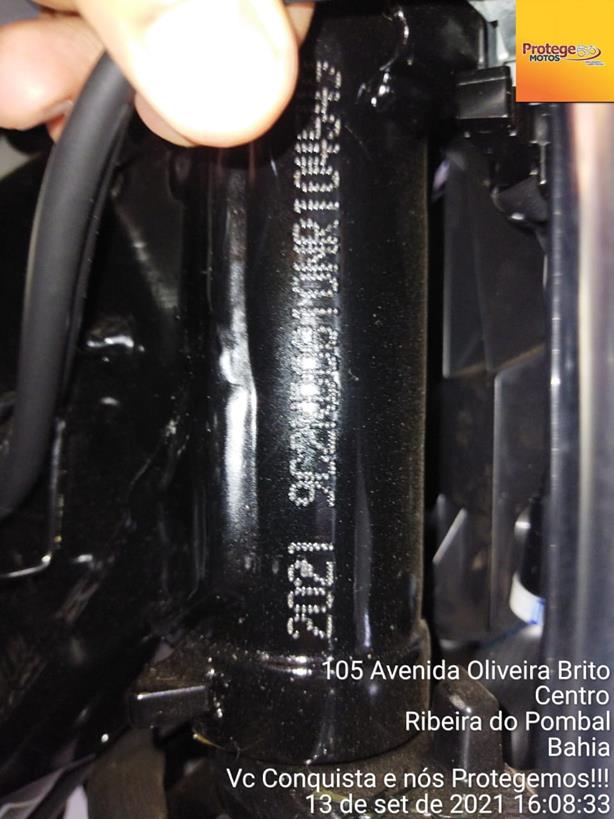 Protege
MOTOS
2021
105 Avenida Oliveira Brito
Centro
Ribeira do Pombal
Bahia
Vc Conquista e nós Protegemos!!!
13 de set de 2021 16:08:33